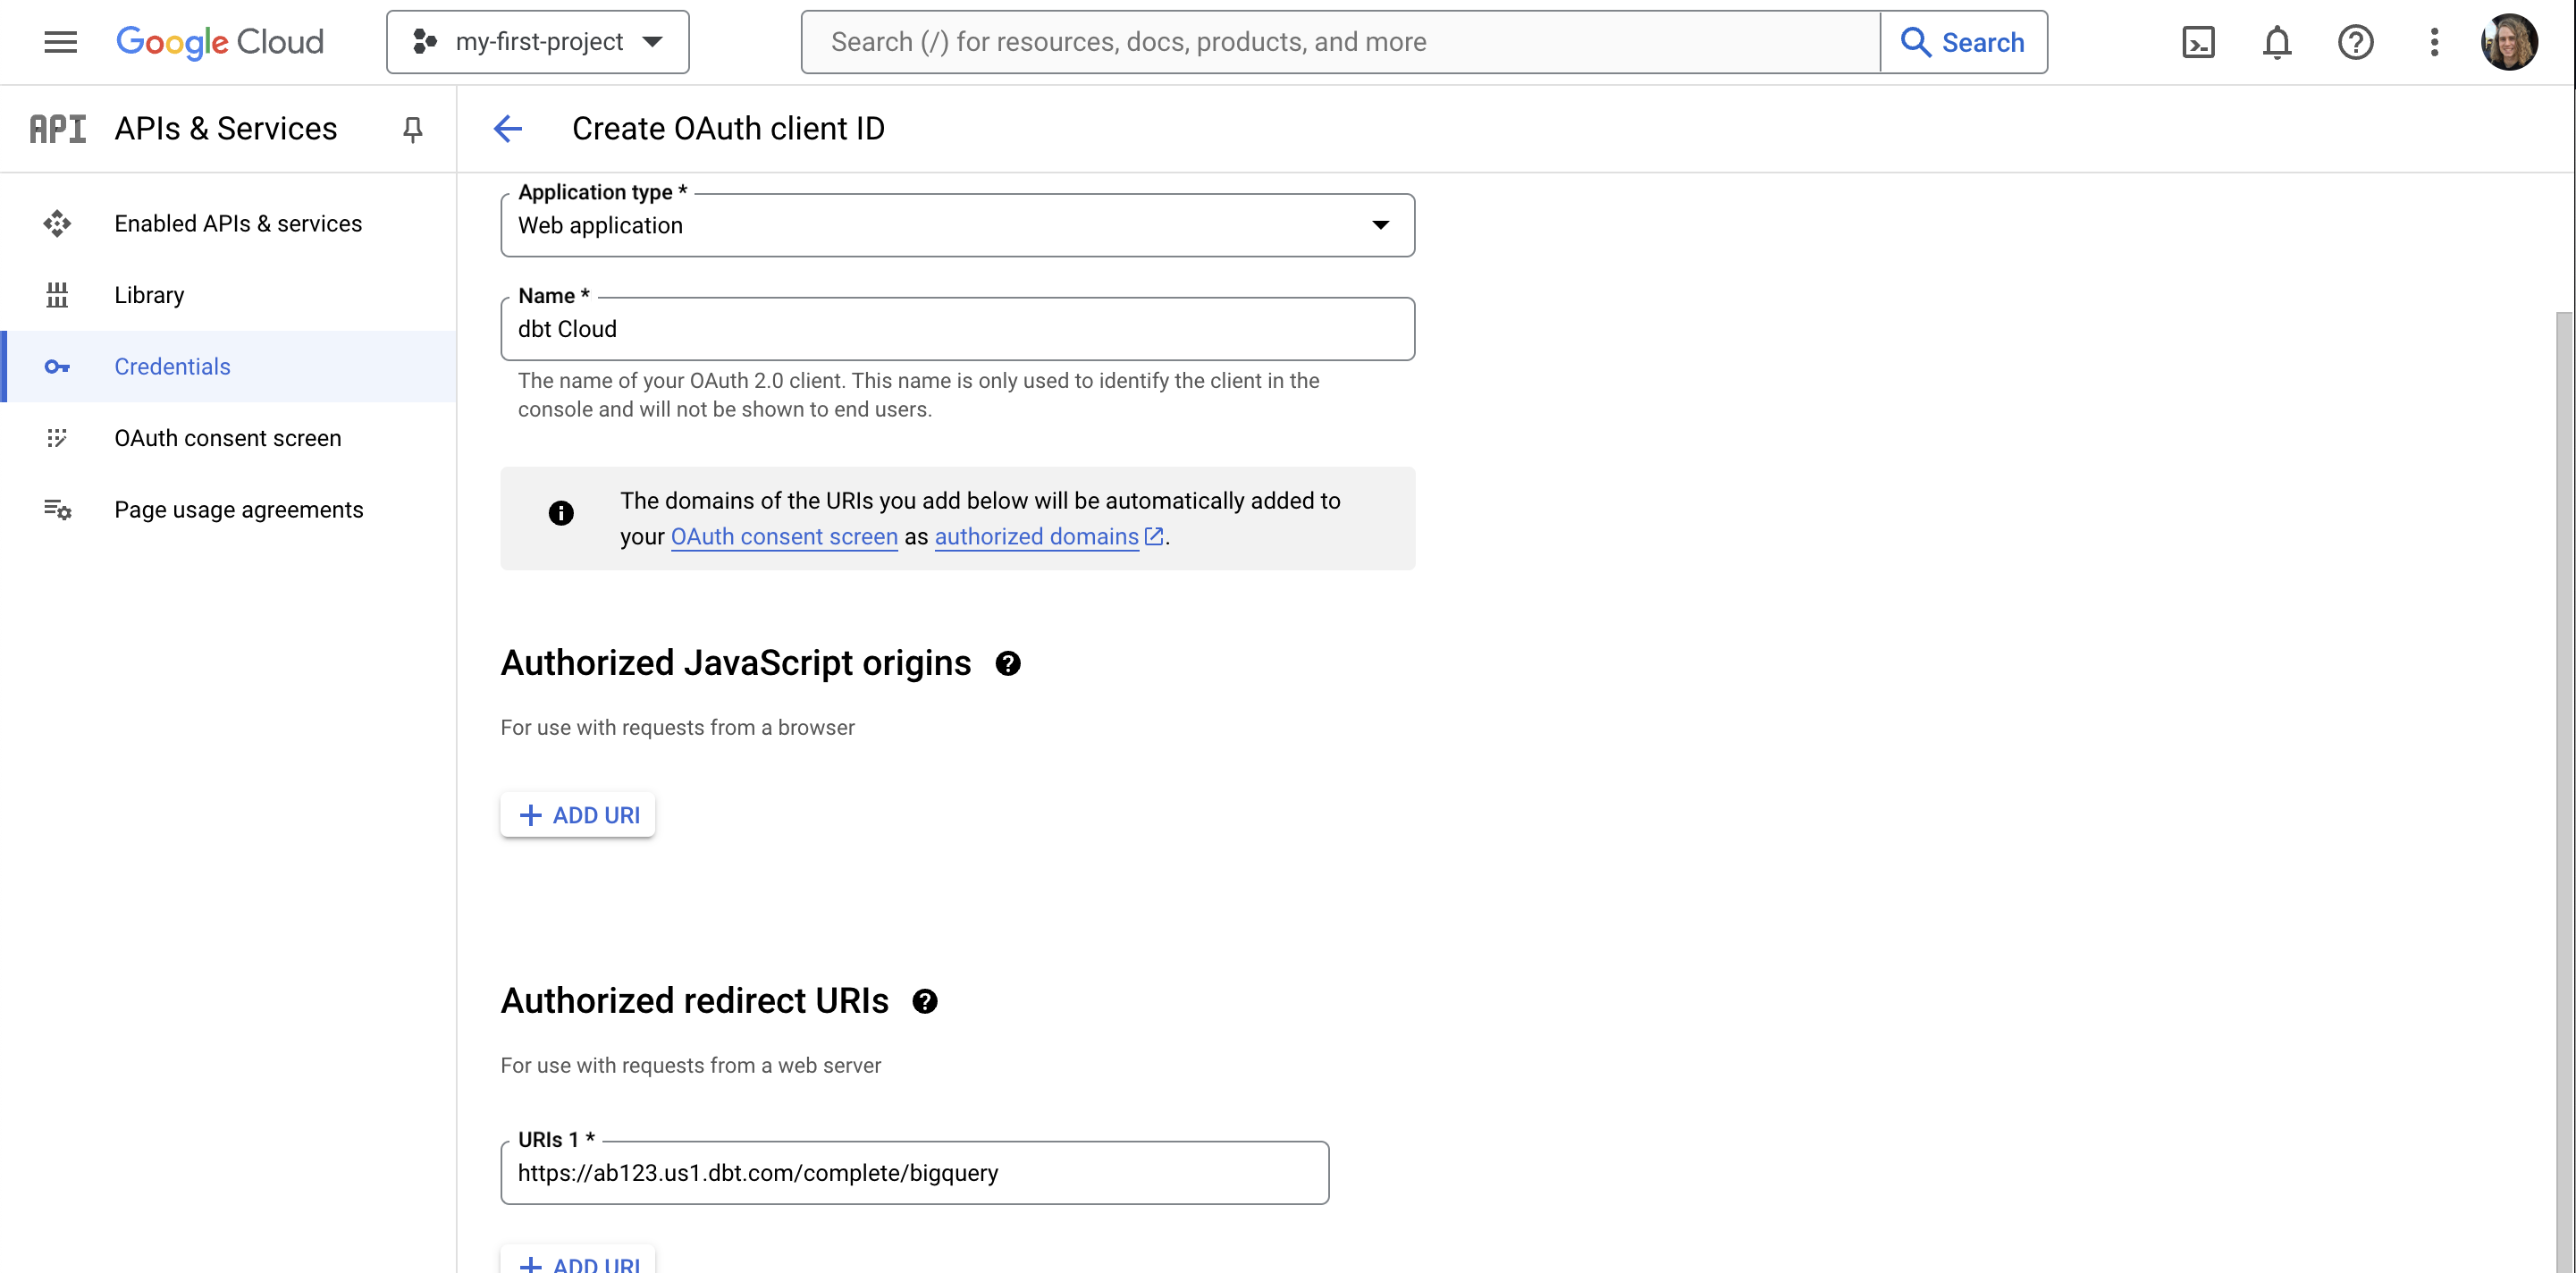 Google Cloud
my-first-project
Search (/) for resources, docs, products, and more
Search
API
APIs & Services
Create OAuth client ID
Enabled APIs & services
Library
Credentials
OAuth consent screen
Page usage agreements
Application type *
Web application
Name *
dbt Cloud
The name of your OAuth 2.0 client. This name is only used to identify the client in the
console and will not be shown to end users.
The domains of the URIs you add below will be automatically added to
your OAuth consent screen as authorized domains.
Authorized JavaScript origins
For use with requests from a browser
ADD URI
Authorized redirect URIs
For use with requests from a web server
URIs 1 *
https://ab123.us1.dbt.com/complete/bigquery
ADD URI